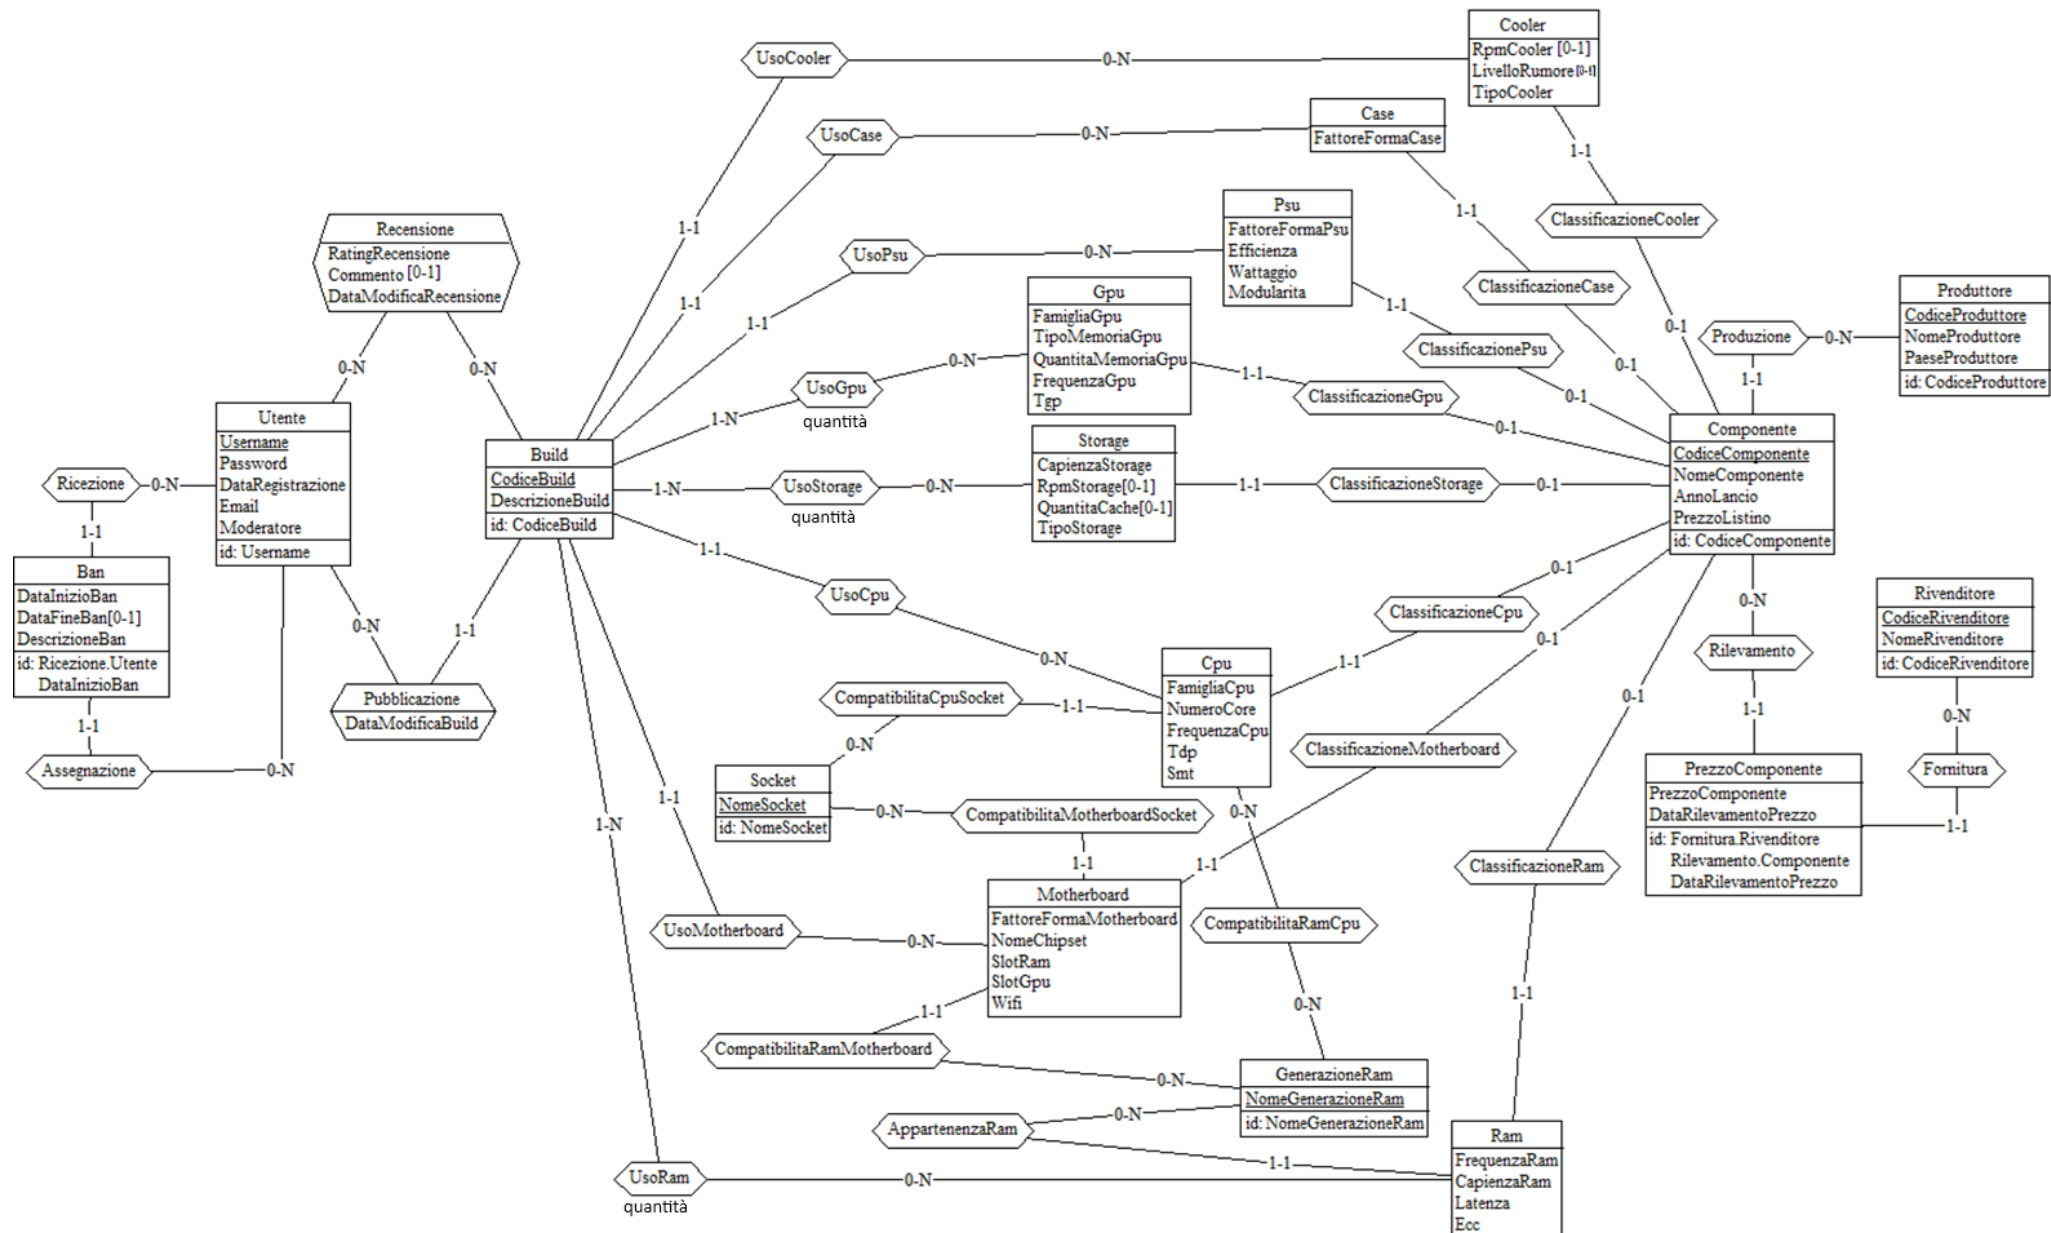 Cooler
RpmCooler [0-1]
LivelloRumore [0-1]
TipoCooler
UsoCooler
0-N
Case
FattoreFormaCase
UsoCase
0-N
1-1
1-1
Psu
FattoreFormaPsu
Efficienza
Wattaggio
Modularita
ClassificazioneCooler
1-1
Recensione
RatingRecensione
Commento [0-1]
DataModificaRecensione
1-1
UsoPsu
0-N
ClassificazioneCase
Gpu
FamigliaGpu
TipoMemoriaGpu
QuantitaMemoriaGpu
FrequenzaGpu
Tgp
1-1
1-1
1-1
0-1
Produttore
CodiceProduttore
NomeProduttore
PaeseProduttore
id: CodiceProduttore
Produzione
0-N
ClassificazionePsu
0-N
0-N
0-N
1-1
0-1
1-1
UsoGpu
quantità
ClassificazioneGpu
0-1
1-N
0-1
Utente
Username
Password
DataRegistrazione
Email
Moderatore
id: Username
Build
CodiceBuild
DescrizioneBuild
id: CodiceBuild
Storage
CapienzaStorage
RpmStorage[0-1]
QuantitaCache[0-1]
TipoStorage
Componente
CodiceComponente
NomeComponente
AnnoLancio
PrezzoListino
id: CodiceComponente
Ricezione
0-N
1-N
UsoStorage
quantità
0-N
1-1
ClassificazioneStorage
0-1
1-1
1-1
0-1
Ban
DataInizioBan
DataFineBan[0-1]
DescrizioneBan
id: Ricezione.Utente
DataInizioBan
UsoCpu
ClassificazioneCpu
0-N
Rivenditore
CodiceRivenditore
NomeRivenditore
id: CodiceRivenditore
0-N
1-1
0-1
Rilevamento
0-N
1-1
Cpu
FamigliaCpu
NumeroCore
FrequenzaCpu
Tdp
Smt
Pubblicazione
DataModificaBuild
CompatibilitaCpuSocket
1-1
0-1
1-1
0-N
1-1
0-N
ClassificazioneMotherboard
Assegnazione
0-N
Socket
NomeSocket
id: NomeSocket
PrezzoComponente
PrezzoComponente
DataRilevamentoPrezzo
id: Fornitura.Rivenditore
Rilevamento.Componente
DataRilevamentoPrezzo
Fornitura
1-1
0-N
CompatibilitaMotherboardSocket
0-N
1-N
1-1
1-1
1-1
ClassificazioneRam
Motherboard
FattoreFormaMotherboard
NomeChipset
SlotRam
SlotGpu
Wifi
UsoMotherboard
0-N
CompatibilitaRamCpu
1-1
0-N
1-1
CompatibilitaRamMotherboard
0-N
GenerazioneRam
NomeGenerazioneRam
id: NomeGenerazioneRam
AppartenenzaRam
0-N
1-1
Ram
FrequenzaRam
CapienzaRam
Latenza
Ecc
UsoRam
quantità
0-N